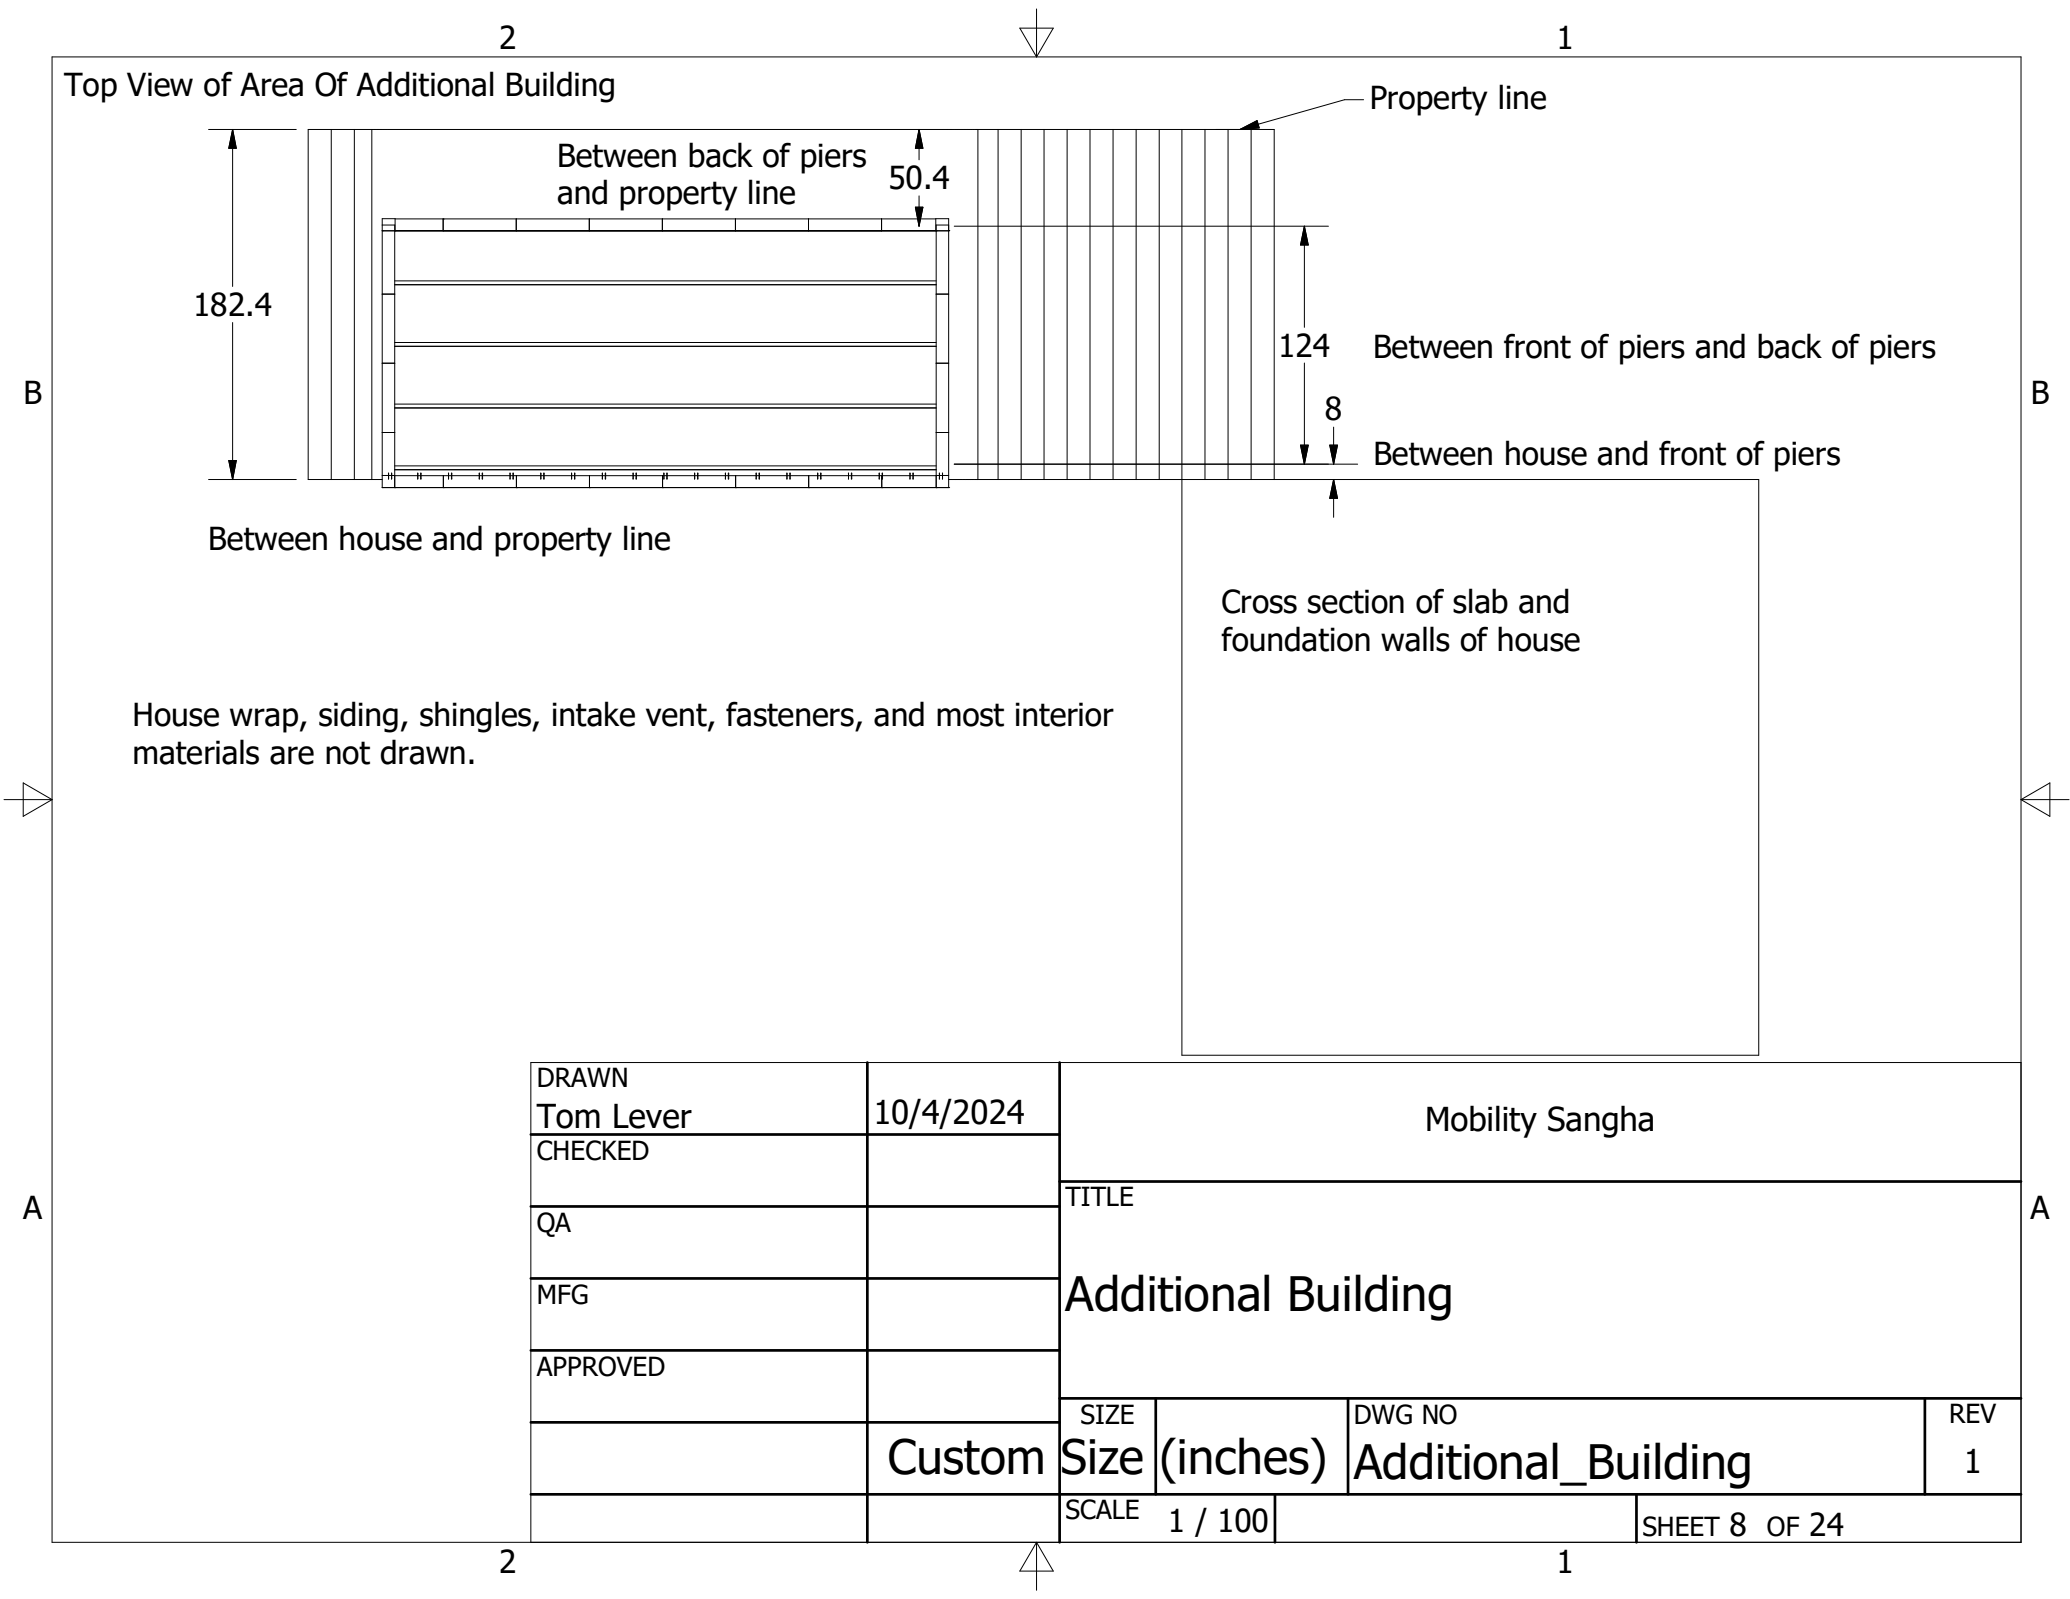 2
1
Top View of Area Of Additional Building
Property line
Between back of piers
and property line
50.4
182.4
124
Between front of piers and back of piers
B
B
8
Between house and front of piers
Between house and property line
Cross section of slab and
foundation walls of house
House wrap, siding, shingles, intake vent, fasteners, and most interior
materials are not drawn.
DRAWN
Tom Lever
10/4/2024
Mobility Sangha
CHECKED
TITLE
A
A
QA
MFG
Additional Building
APPROVED
SIZE
DWG NO
REV
Custom Size (inches)
Additional_Building
1
SCALE 1 / 100
SHEET 8 OF 24
2
1